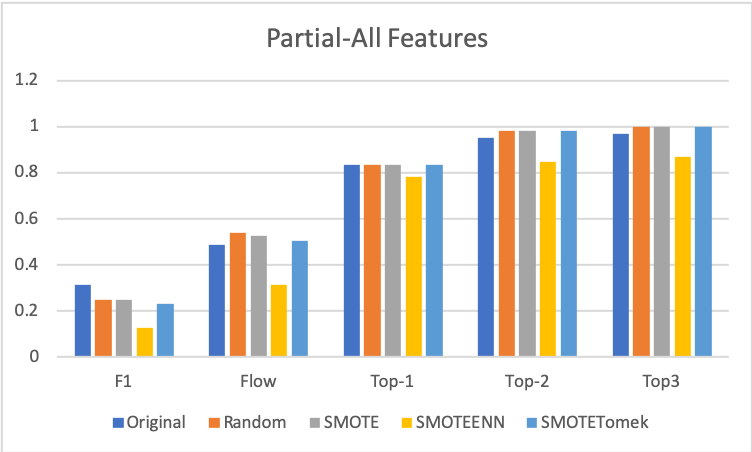 Partial-All Features
1.2
1
0.8
0.6
0.4
0.2
0
F1 Flow Top-1 Top-2 Top3
Original Random SMOTE SMOTEENN SMOTETomek